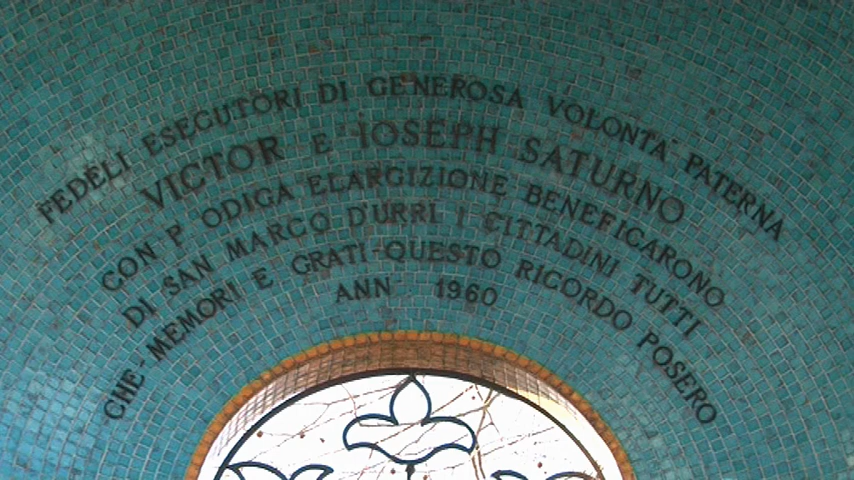 FEDELI ESECUTORI DI GENEROSA VOLONTA' PATERNA
VICTOR E IOSEPH SATURNO
CON P ODIGA ELARGIZIONE BENEFICARONO
DI SAN MARCO D'URRI I CITTADINI TUTTI
CHE-MEMORI E GRATI-QUESTO RICORDO POSERO
ANN 1960